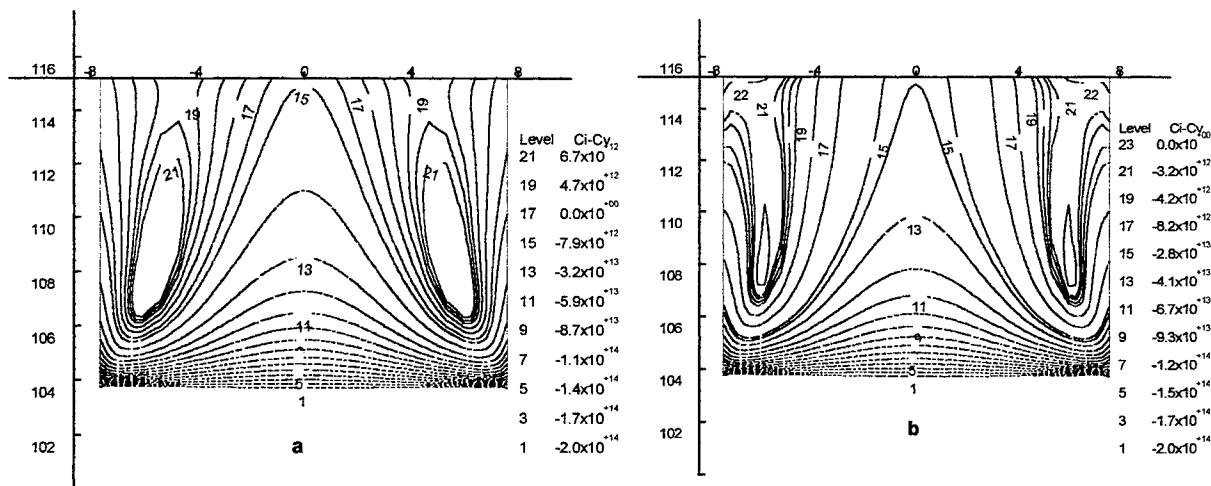 116 -8 -4 0 4 8
114
112
110
108
106
104
102
15 17 19 19 17 19
21 21
13
11
5
1
a
Level Ci-Cv
21 6.7x10+12
19 4.7x10+12
17 0.0x10+00
15 -7.9x10+12
13 -3.2x10+13
11 -5.9x10+13
9 -8.7x10+13
7 -1.1x10+14
5 -1.4x10+14
3 -1.7x10+14
1 -2.0x10+14
116 -8 -4 0 4 8
114
112
110
108
106
104
102
22 21 19 17 15 15 17 19 21 22
13
11
9
5
1
b
Level Ci-Cv
23 0.0x10+00
21 -3.2x10+12
19 -4.2x10+12
17 -8.2x10+12
15 -2.8x10+13
13 -4.1x10+13
11 -6.7x10+13
9 -9.3x10+13
7 -1.2x10+14
5 -1.5x10+14
3 -1.7x10+14
1 -2.0x10+14